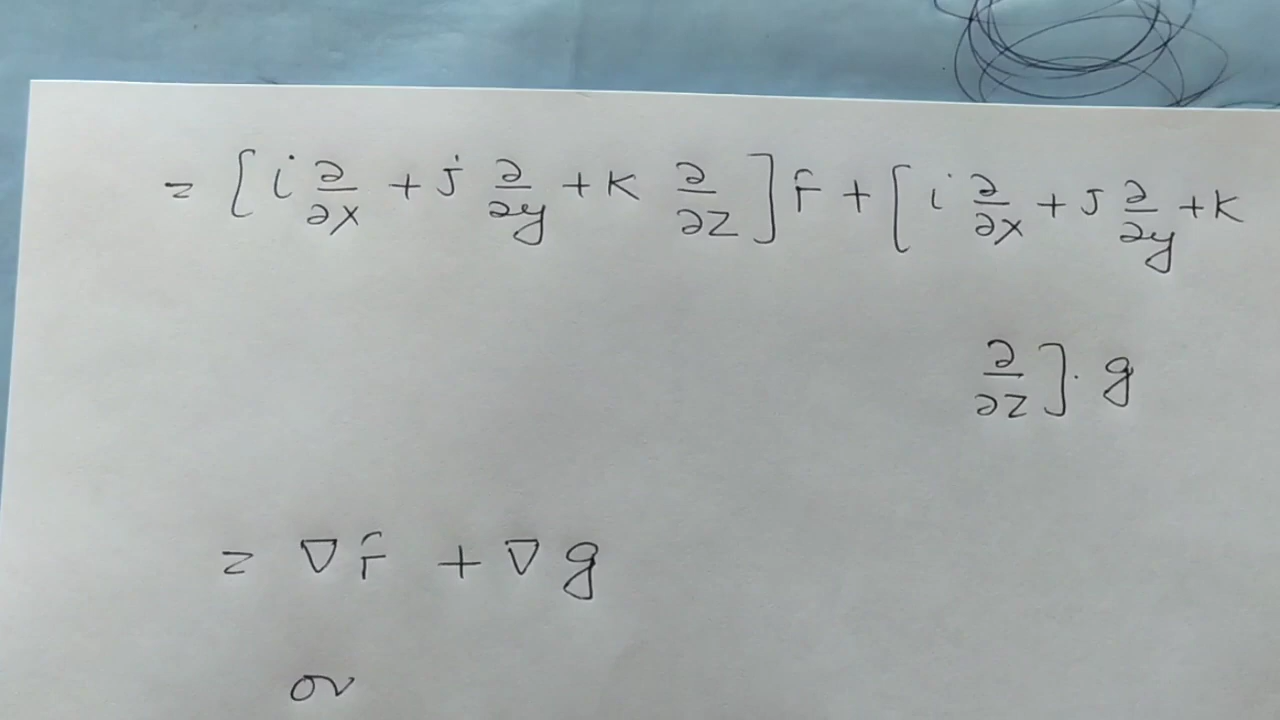 = [i ∂/∂x + j ∂/∂y + k ∂/∂z] f + [i ∂/∂x + j ∂/∂y + k
∂/∂z] . g
= ∇f + ∇g
or